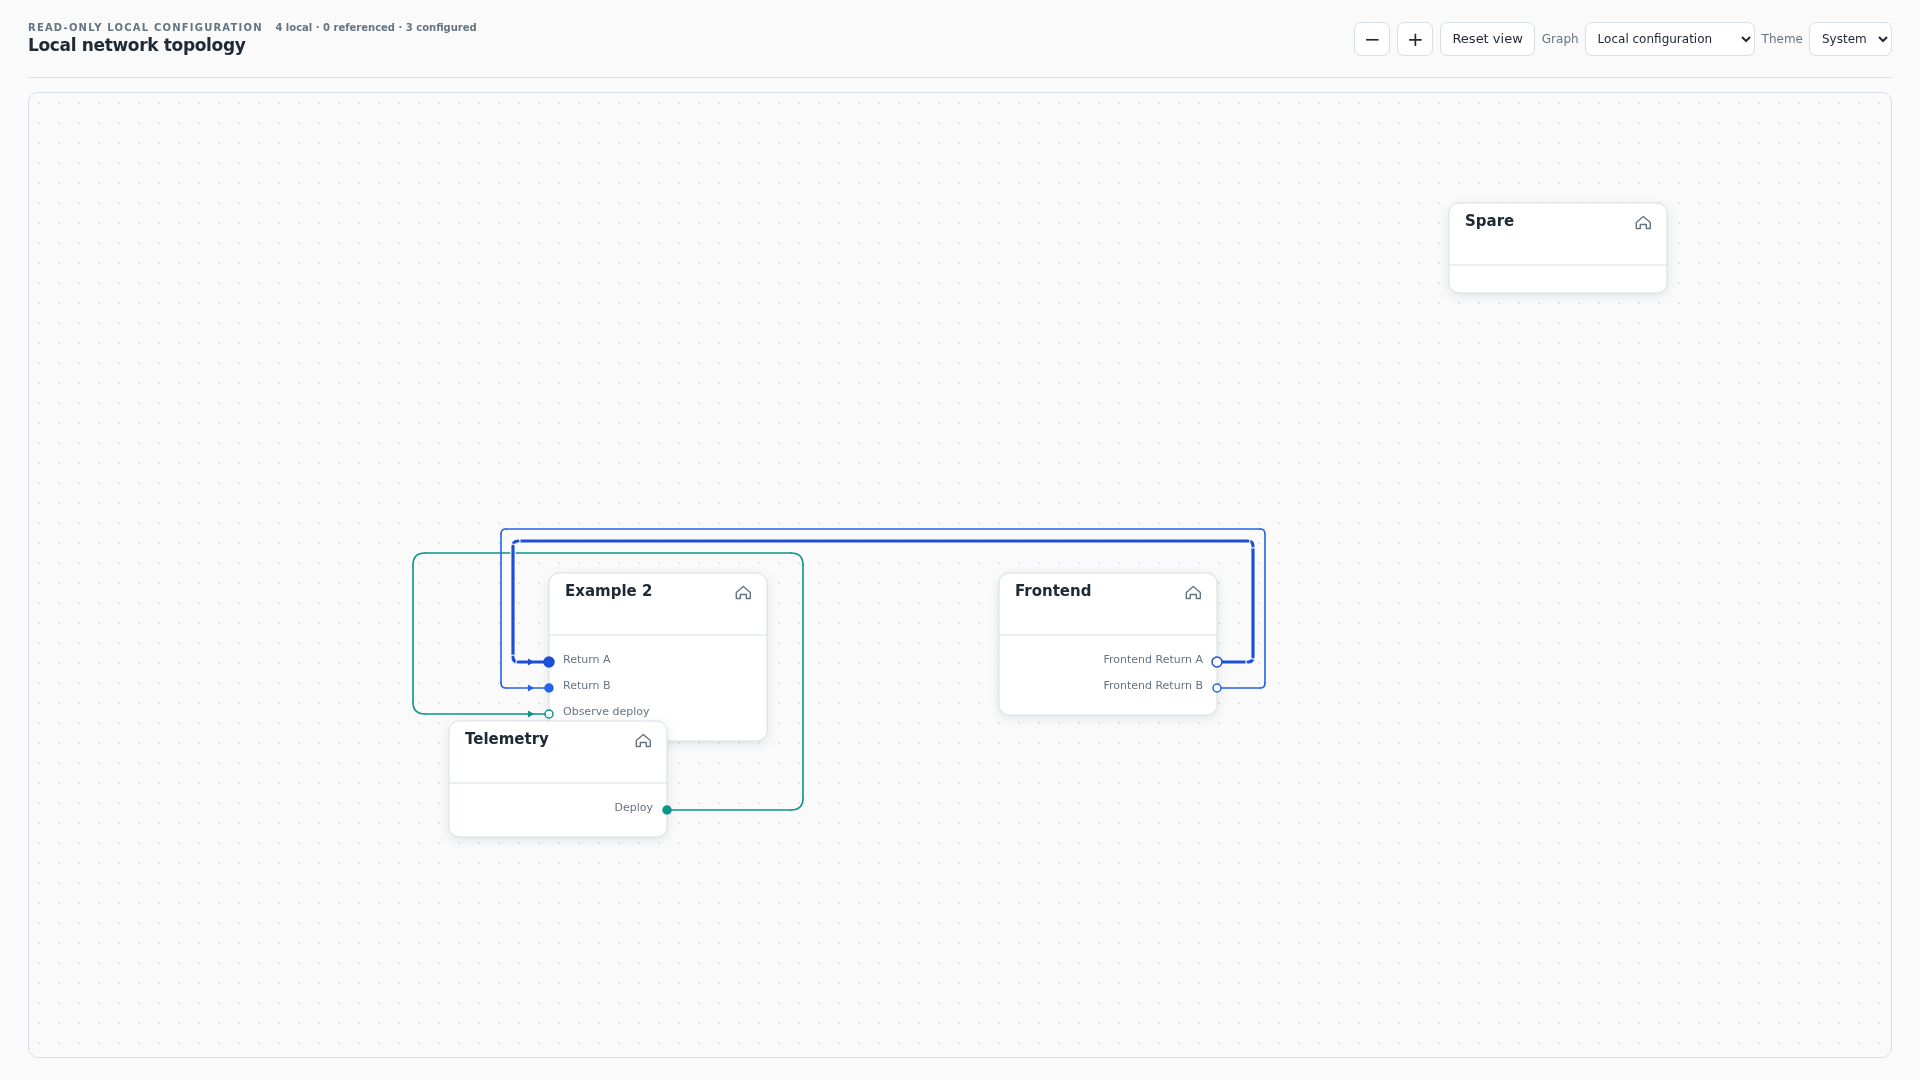 READ-ONLY LOCAL CONFIGURATION 4 local · 0 referenced · 3 configured
Local network topology
− + Reset view Graph Local configuration Theme System
Spare
Example 2
Return A
Return B
Observe deploy
Frontend
Frontend Return A
Frontend Return B
Telemetry
Deploy